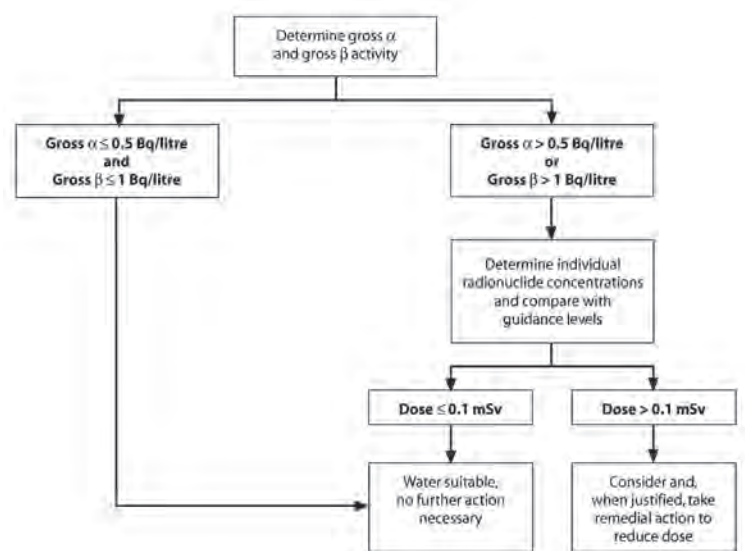 Determine gross α
and gross β activity
Gross α ≤ 0.5 Bq/litre
and
Gross β ≤ 1 Bq/litre
Gross α > 0.5 Bq/litre
or
Gross β > 1 Bq/litre
Determine individual
radionuclide concentrations
and compare with
guidance levels
Dose ≤ 0.1 mSv
Dose > 0.1 mSv
Water suitable,
no further action
necessary
Consider and,
when justified, take
remedial action to
reduce dose